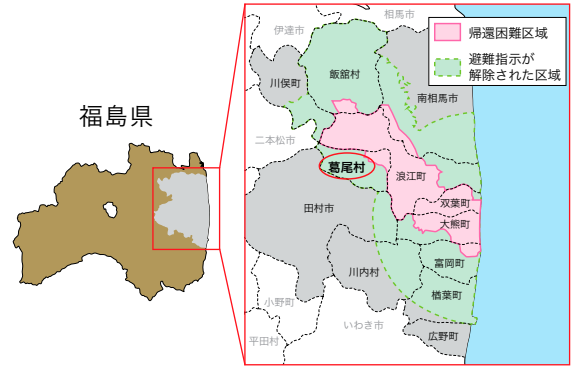 福島県
伊達市
相馬市
帰還困難区域
避難指示が
解除された区域
飯舘村
川俣町
南相馬市
二本松市
葛尾村
浪江町
双葉町
大熊町
田村市
富岡町
川内村
楢葉町
小野町
いわき市
平田村
広野町